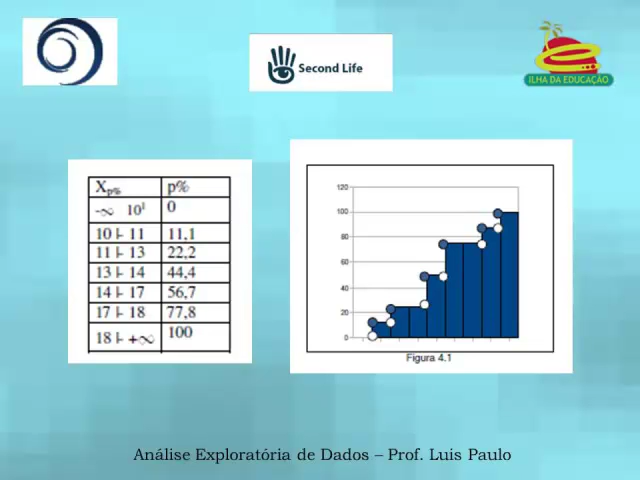 Second Life
ILHA DA EDUCAÇÃO
Xp% p%
-∞ 10¹ 0
10 ⊢ 11 11,1
11 ⊢ 13 22,2
13 ⊢ 14 44,4
14 ⊢ 17 56,7
17 ⊢ 18 77,8
18 ⊢ +∞ 100
120
100
80
60
40
20
0
Figura 4.1
Análise Exploratória de Dados – Prof. Luis Paulo